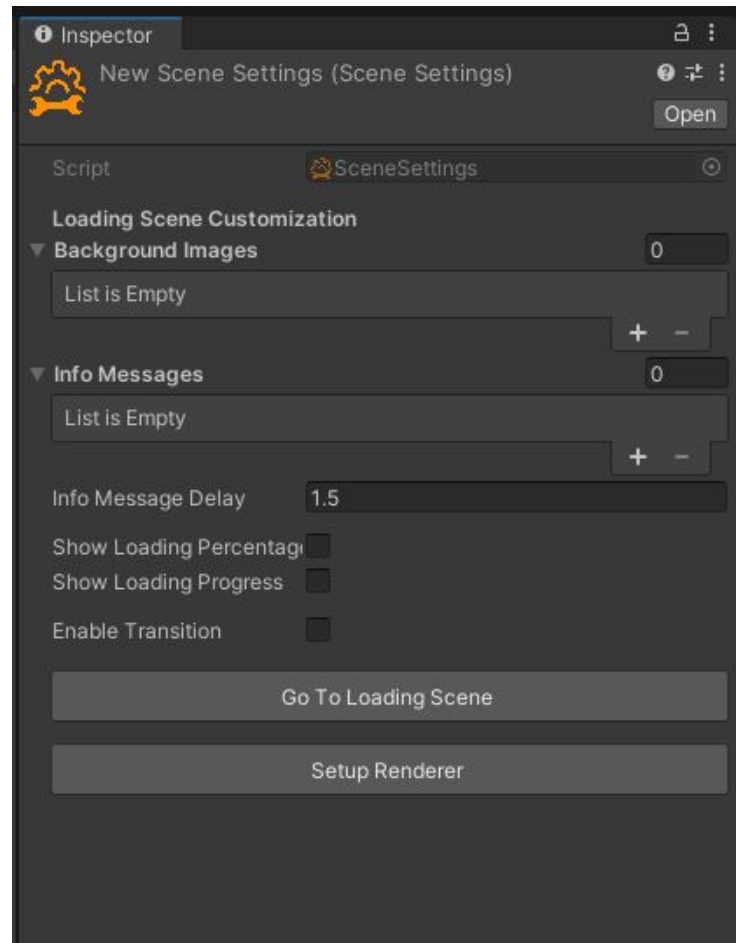 Inspector
New Scene Settings (Scene Settings)
Open
Script SceneSettings
Loading Scene Customization
Background Images 0
List is Empty
+ -
Info Messages 0
List is Empty
+ -
Info Message Delay 1.5
Show Loading Percentag
Show Loading Progress
Enable Transition
Go To Loading Scene
Setup Renderer